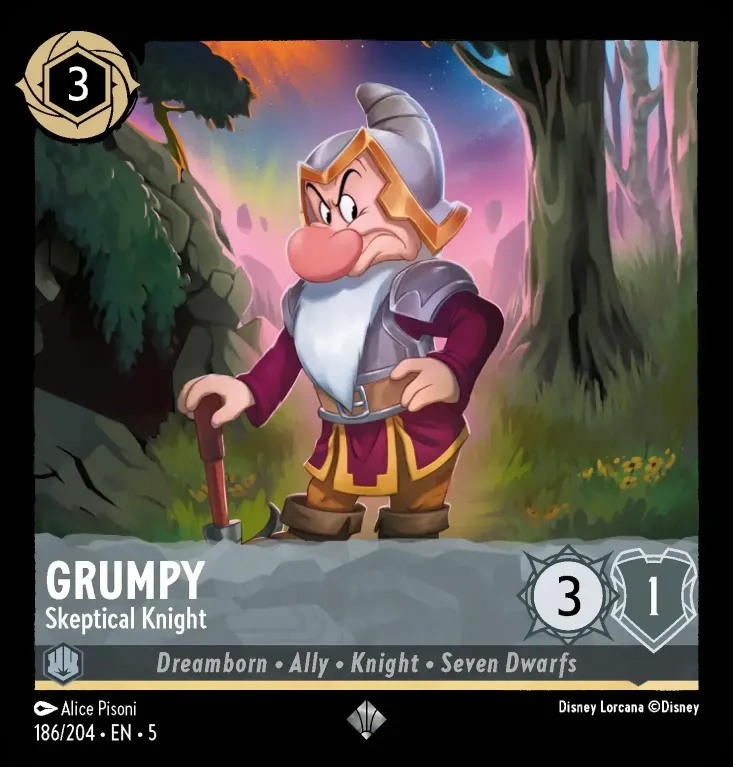 3
GRUMPY
Skeptical Knight
3
1
Dreamborn • Ally • Knight • Seven Dwarfs
Alice Pisoni
Disney Lorcana ©Disney
186/204 • EN • 5